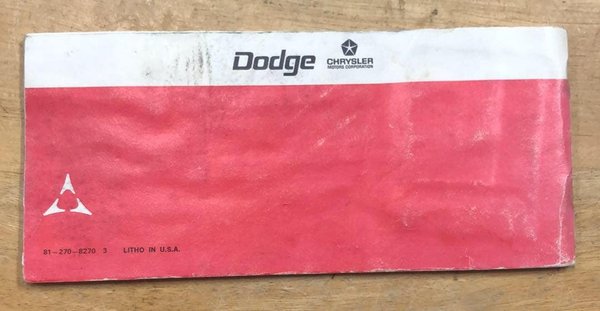 Dodge CHRYSLER
MOTORS CORPORATION
81-270-8270 3 LITHO IN U.S.A.